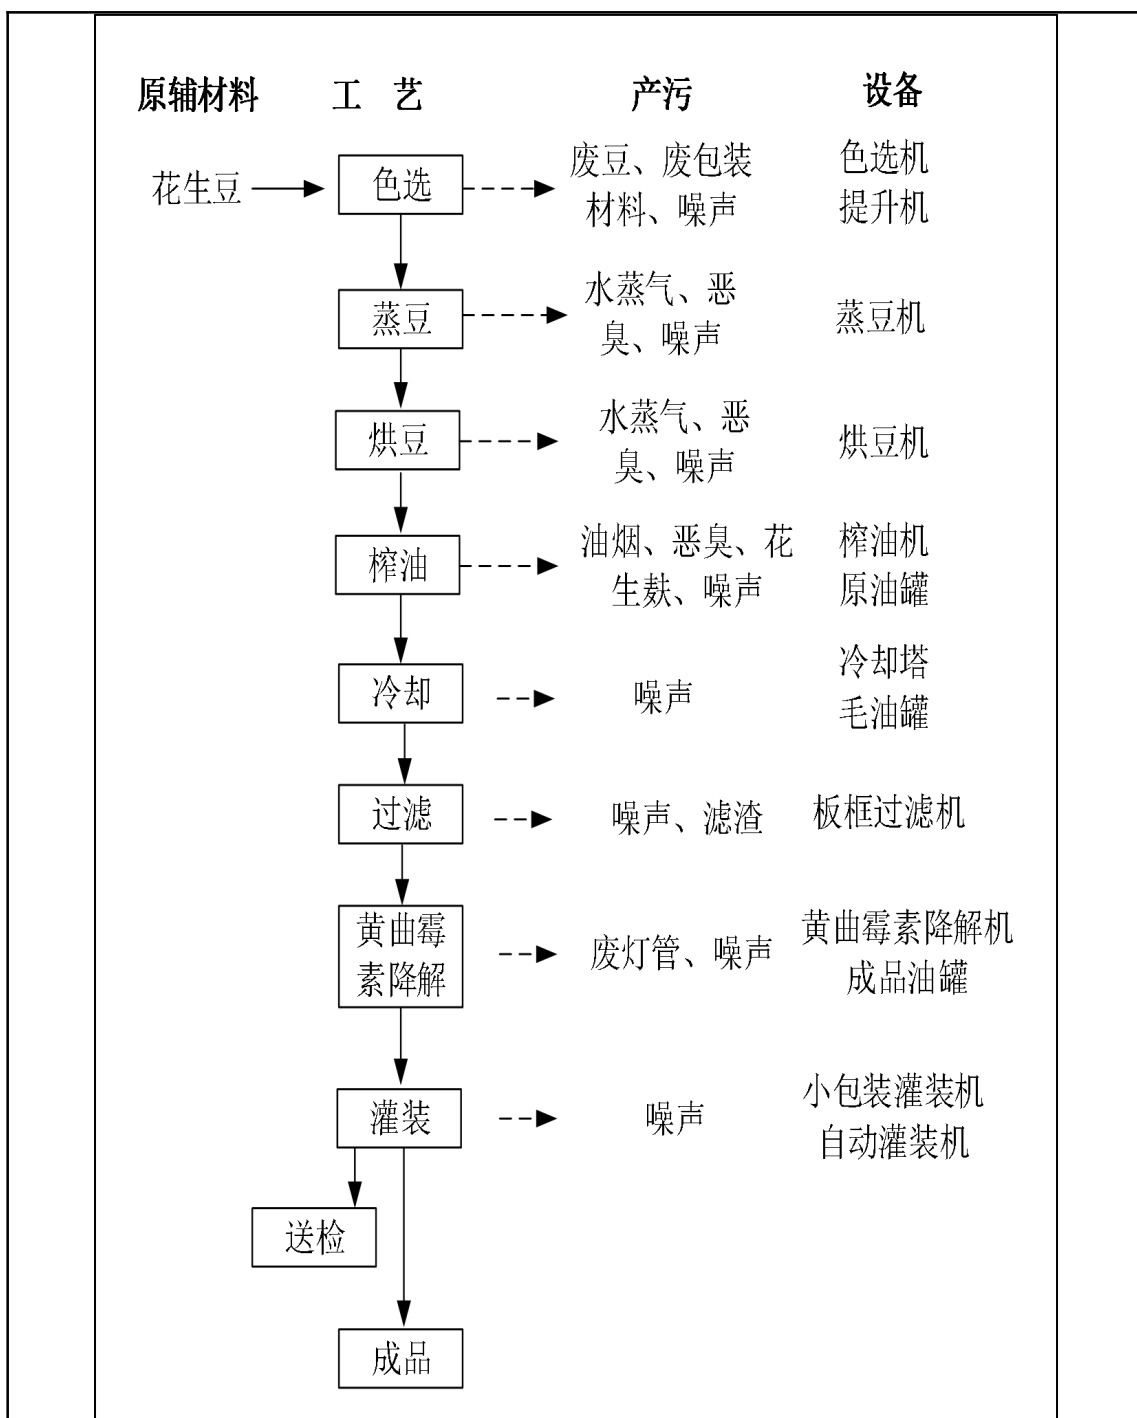 原辅材料 工 艺 产污 设备
花生豆 色选 废豆、废包装 色选机
材料、噪声 提升机
蒸豆 水蒸气、恶 蒸豆机
臭、噪声
烘豆 水蒸气、恶 烘豆机
臭、噪声
榨油 油烟、恶臭、花 榨油机
生麸、噪声 原油罐
冷却 噪声 冷却塔
毛油罐
过滤 噪声、滤渣 板框过滤机
黄曲霉 废灯管、噪声 黄曲霉素降解机
素降解 成品油罐
灌装 噪声 小包装灌装机
自动灌装机
送检
成品